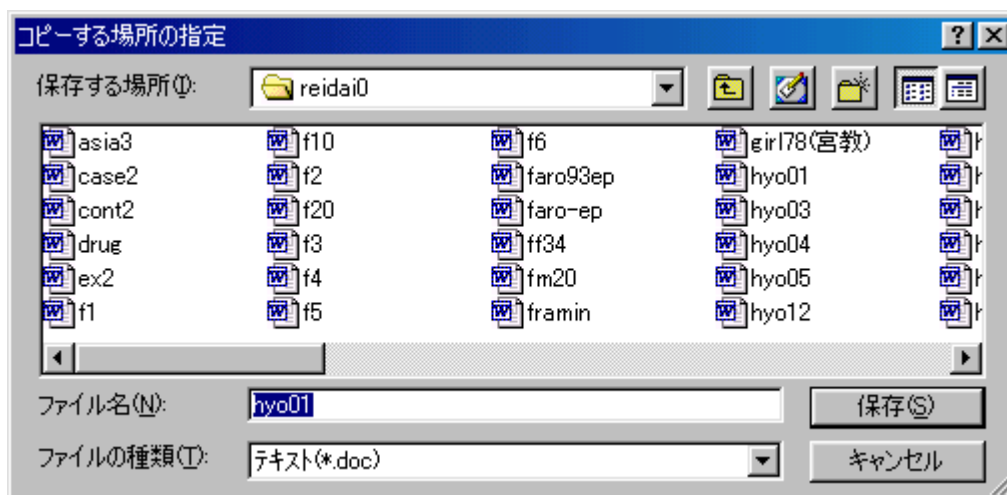 コピーする場所の指定
保存する場所(I): reidai0
asia3 f10 f6 girl78(宮教)
case2 f2 faro93ep hyo01
cont2 f20 faro-ep hyo03
drug f3 ff34 hyo04
ex2 f4 fm20 hyo05
f1 f5 framin hyo12
ファイル名(N): hyo01 保存(S)
ファイルの種類(T): テキスト(*.doc) キャンセル